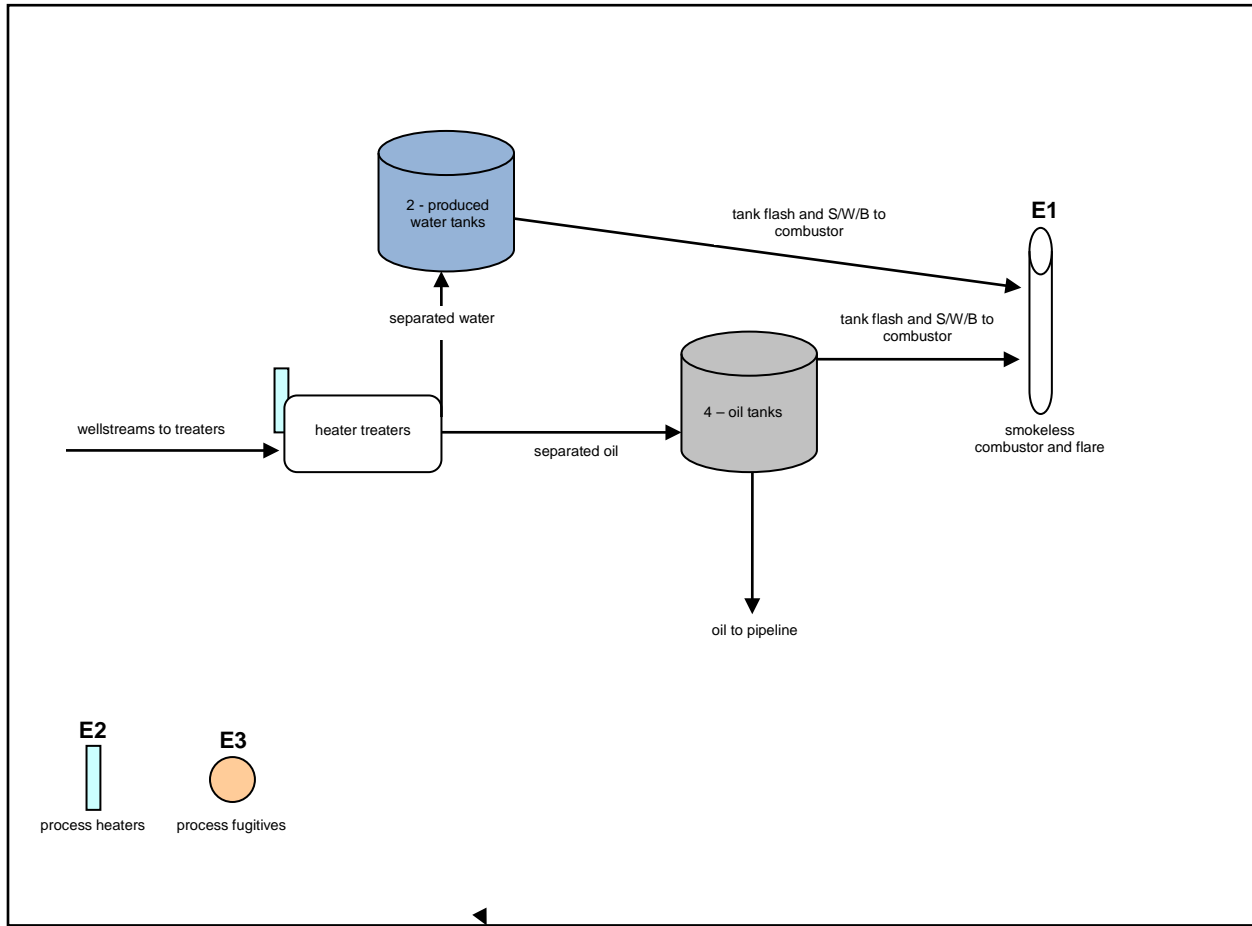 2 - produced
water tanks
tank flash and S/W/B to
combustor
E1
separated water
tank flash and S/W/B to
combustor
4 – oil tanks
wellstreams to treaters
heater treaters
separated oil
smokeless
combustor and flare
oil to pipeline
E2
E3
process heaters
process fugitives